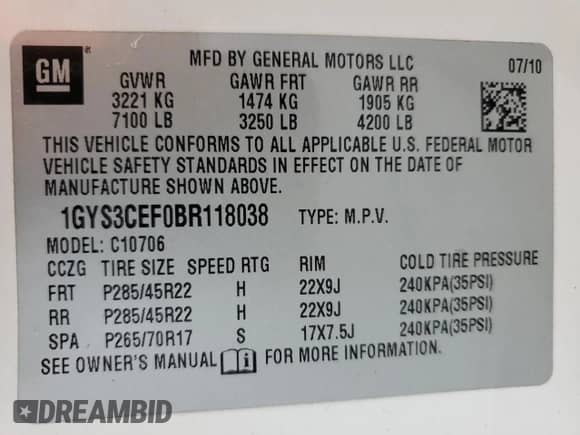 GM
MFD BY GENERAL MOTORS LLC 07/10
GVWR GAWR FRT GAWR RR
3221 KG 1474 KG 1905 KG
7100 LB 3250 LB 4200 LB
THIS VEHICLE CONFORMS TO ALL APPLICABLE U.S. FEDERAL MOTOR
VEHICLE SAFETY STANDARDS IN EFFECT ON THE DATE OF
MANUFACTURE SHOWN ABOVE.
1GYS3CEF0BR118038 TYPE: M.P.V.
MODEL: C10706
CCZG TIRE SIZE SPEED RTG RIM COLD TIRE PRESSURE
FRT P285/45R22 H 22X9J 240KPA(35PSI)
RR P285/45R22 H 22X9J 240KPA(35PSI)
SPA P265/70R17 S 17X7.5J 240KPA(35PSI)
SEE OWNER'S MANUAL i FOR MORE INFORMATION.
DREAMBID